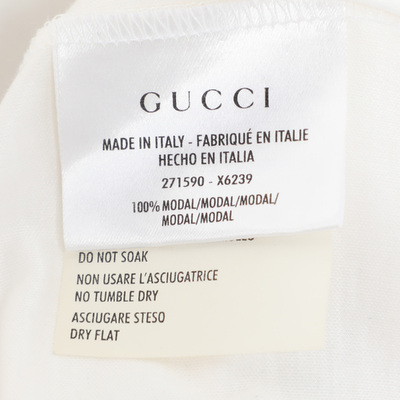 GUCCI
MADE IN ITALY - FABRIQUÉ EN ITALIE
HECHO EN ITALIA
271590 - X6239
100% MODAL/MODAL/MODAL/
MODAL/MODAL
DO NOT SOAK
NON USARE L'ASCIUGATRICE
NO TUMBLE DRY
ASCIUGARE STESO
DRY FLAT